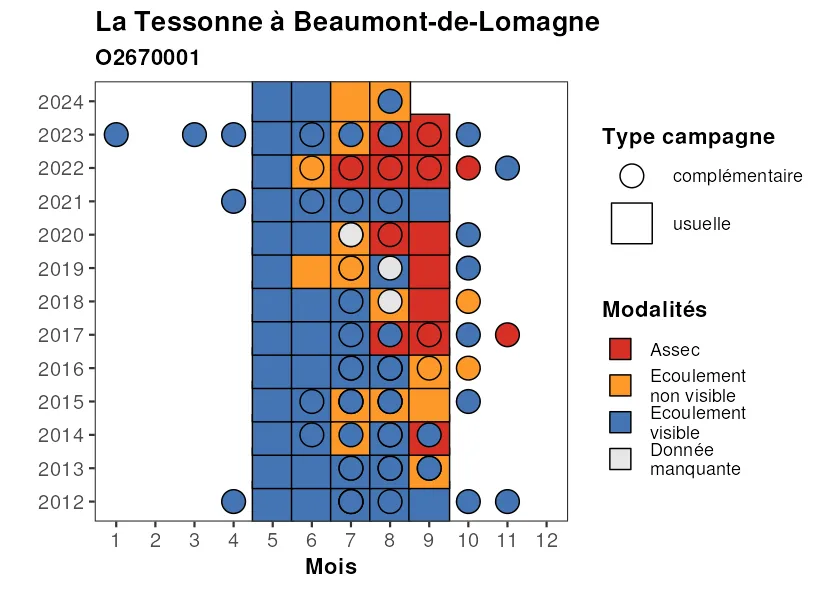 La Tessonne à Beaumont-de-Lomagne
O2670001
2024
2023
2022
2021
2020
2019
2018
2017
2016
2015
2014
2013
2012
1 2 3 4 5 6 7 8 9 10 11 12
Mois
Type campagne
complémentaire
usuelle
Modalités
Assec
Ecoulement
non visible
Ecoulement
visible
Donnée
manquante